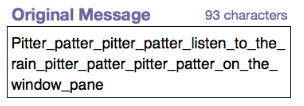 Original Message 93 characters
Pitter_patter_pitter_patter_listen_to_the_
rain_pitter_patter_pitter_patter_on_the_
window_pane